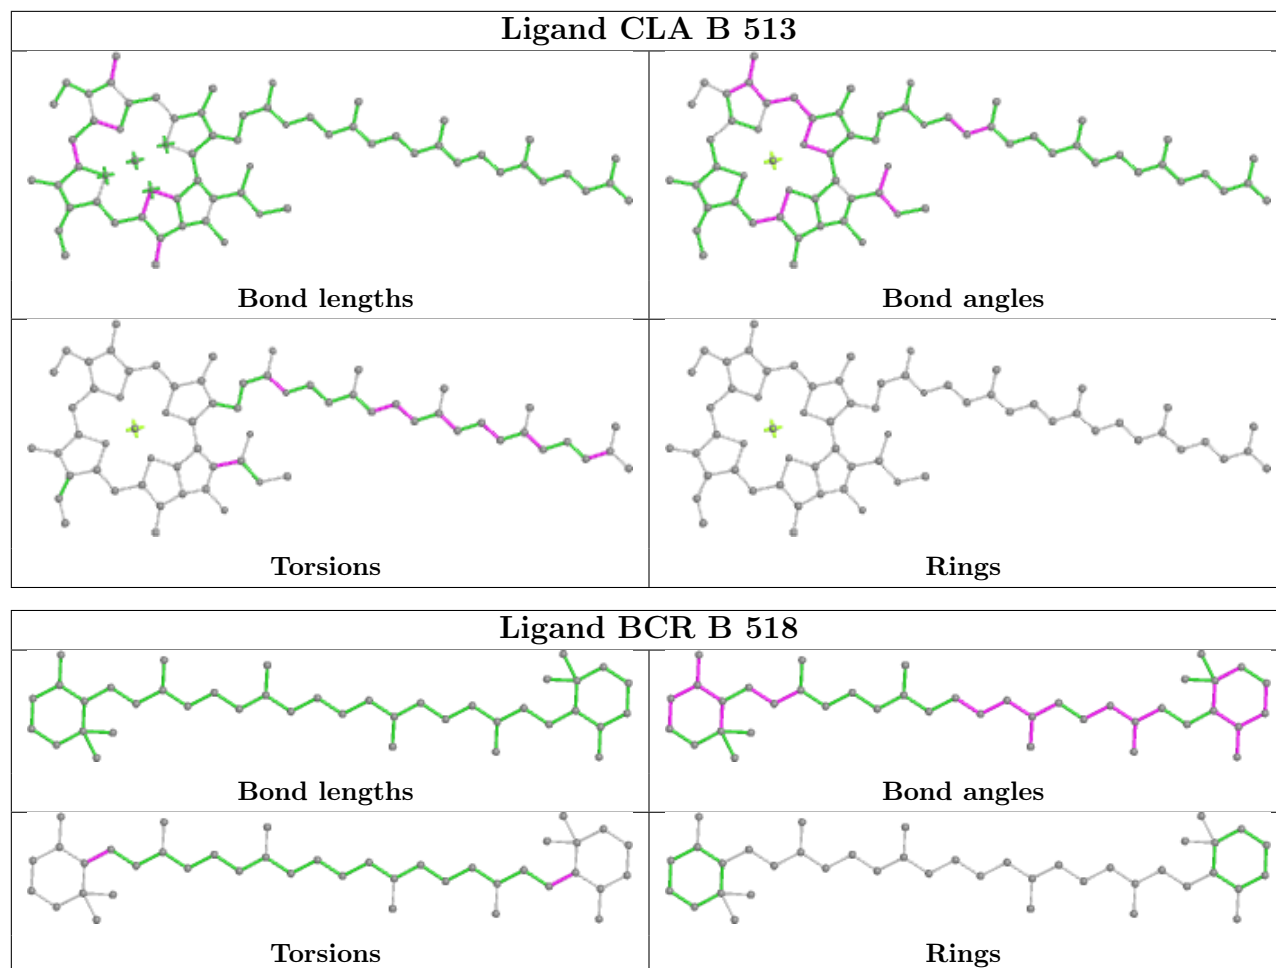 Ligand CLA B 513
Bond lengths
Bond angles
Torsions
Rings
Ligand BCR B 518
Bond lengths
Bond angles
Torsions
Rings